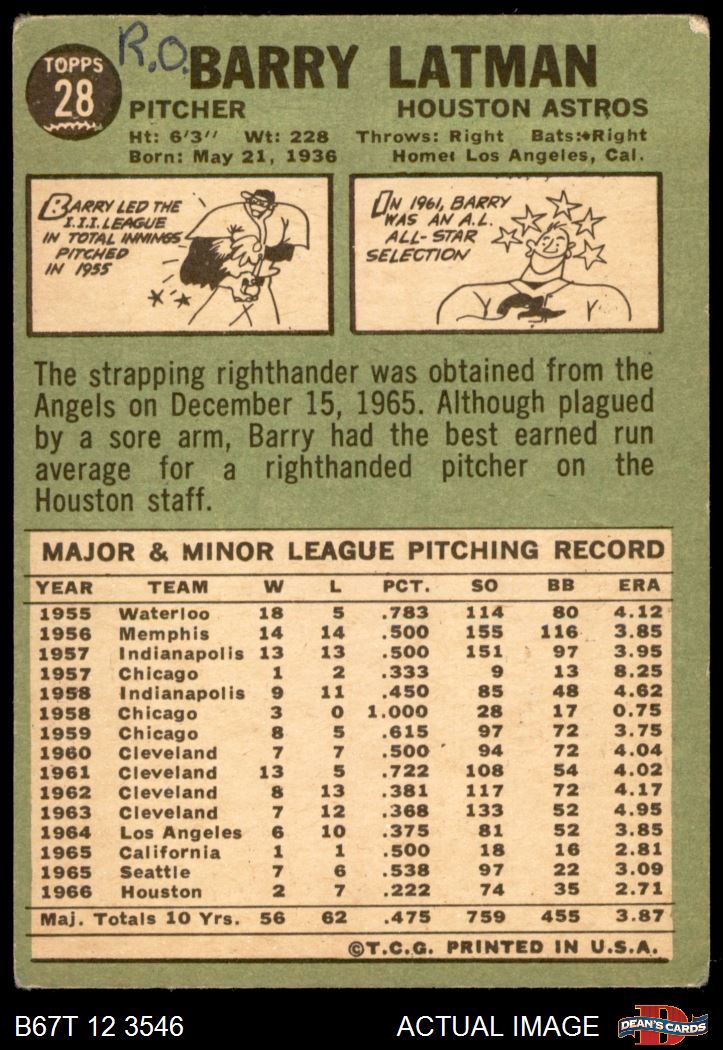 R.O.
TOPPS
28
BARRY LATMAN
PITCHER HOUSTON ASTROS
Ht: 6'3" Wt: 228 Throws: Right Bats: Right
Born: May 21, 1936 Home: Los Angeles, Cal.
BARRY LED THE
I.I.I. LEAGUE
IN TOTAL INNINGS
PITCHED
IN 1955
IN 1961, BARRY
WAS AN A.L.
ALL-STAR
SELECTION
The strapping righthander was obtained from the
Angels on December 15, 1965. Although plagued
by a sore arm, Barry had the best earned run
average for a righthanded pitcher on the
Houston staff.
MAJOR & MINOR LEAGUE PITCHING RECORD
YEAR TEAM W L PCT. SO BB ERA
1955 Waterloo 18 5 .783 114 80 4.12
1956 Memphis 14 14 .500 155 116 3.85
1957 Indianapolis 13 13 .500 151 97 3.95
1957 Chicago 1 2 .333 9 13 8.25
1958 Indianapolis 9 11 .450 85 48 4.62
1958 Chicago 3 0 1.000 28 17 0.75
1959 Chicago 8 5 .615 97 72 3.75
1960 Cleveland 7 7 .500 94 72 4.04
1961 Cleveland 13 5 .722 108 54 4.02
1962 Cleveland 8 13 .381 117 72 4.17
1963 Cleveland 7 12 .368 133 52 4.95
1964 Los Angeles 6 10 .375 81 52 3.85
1965 California 1 1 .500 18 16 2.81
1965 Seattle 7 6 .538 97 22 3.09
1966 Houston 2 7 .222 74 35 2.71
Maj. Totals 10 Yrs. 56 62 .475 759 455 3.87
©T.C.G. PRINTED IN U.S.A.
B67T 12 3546 ACTUAL IMAGE
D
DEAN'S CARDS